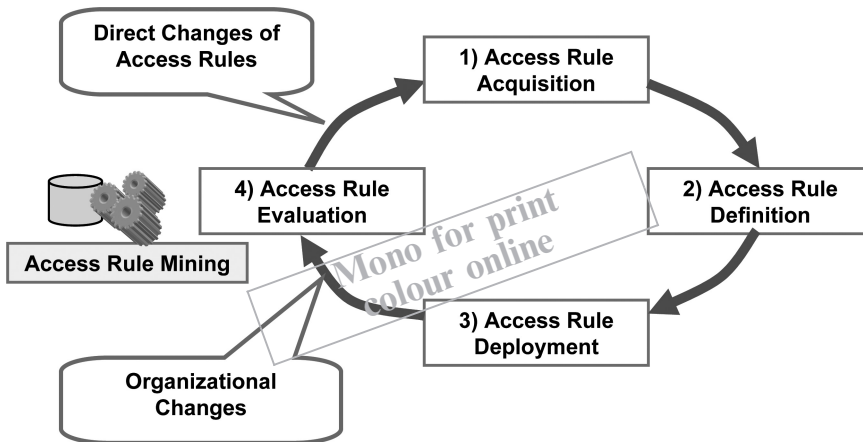 Direct Changes of
Access Rules
1) Access Rule
Acquisition
2) Access Rule
Definition
3) Access Rule
Deployment
4) Access Rule
Evaluation
Access Rule Mining
Organizational
Changes
Mono for print
colour online